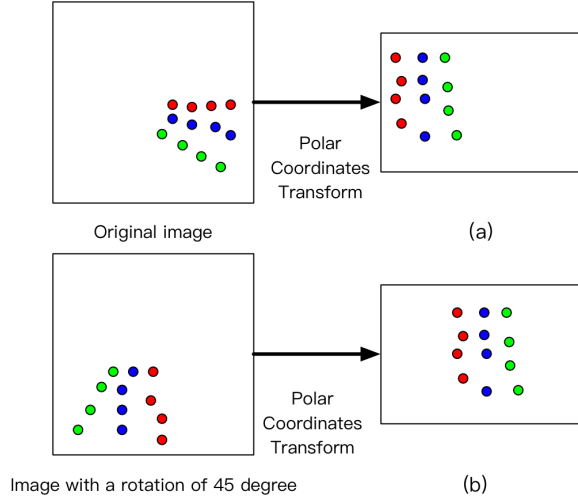 Polar
Coordinates
Transform
Original image
(a)
Polar
Coordinates
Transform
Image with a rotation of 45 degree
(b)